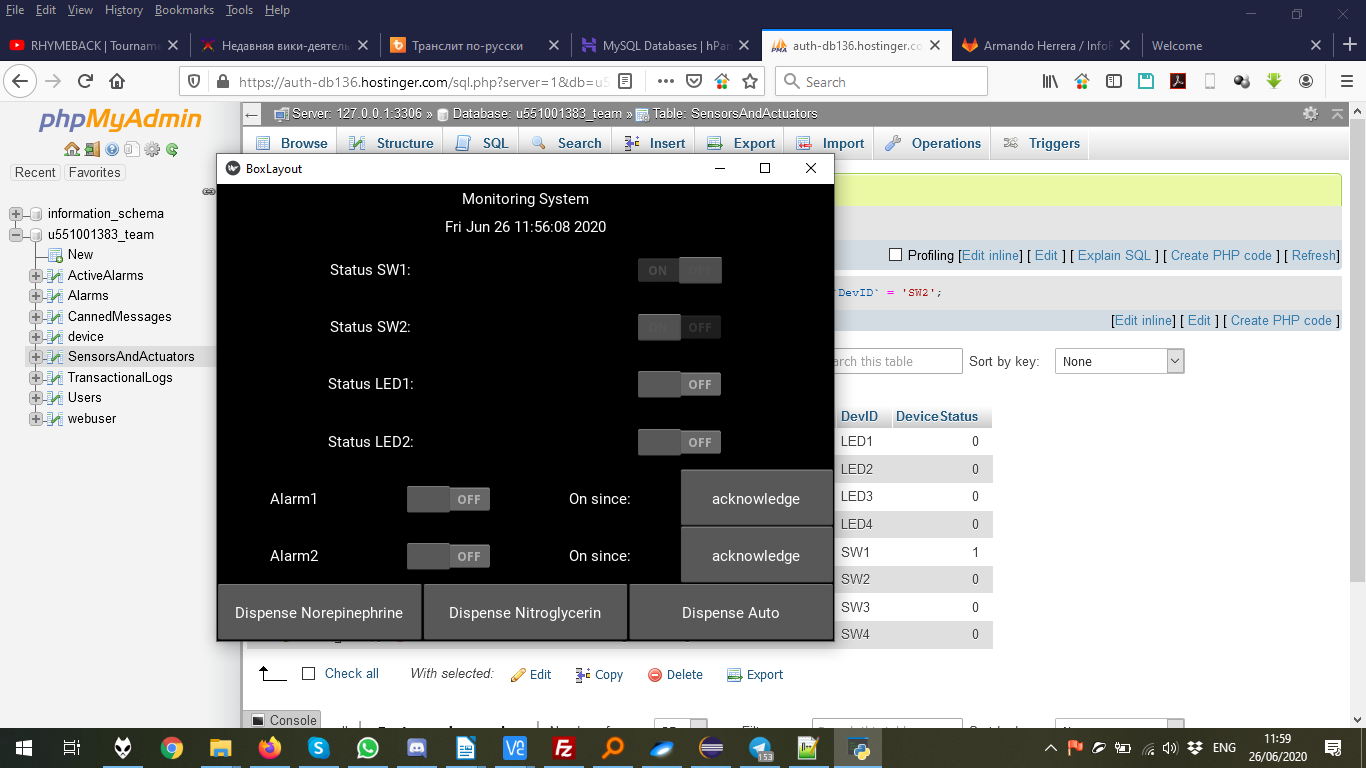 File Edit View History Bookmarks Tools Help
RHYMEBACK | Tourname
Недавняя вики-деятель
Транслит по-русски
MySQL Databases | hPan
auth-db136.hostinger.co
Armando Herrera / InfoP
Welcome
https://auth-db136.hostinger.com/sql.php?server=1&db=u5
Search
phpMyAdmin
Recent Favorites
information_schema
u551001383_team
New
ActiveAlarms
Alarms
CannedMessages
device
SensorsAndActuators
TransactionalLogs
Users
webuser
Server: 127.0.0.1:3306 » Database: u551001383_team » Table: SensorsAndActuators
Browse Structure SQL Search Insert Export Import Operations Triggers
BoxLayout
Monitoring System
Fri Jun 26 11:56:08 2020
Status SW1: ON OFF
Status SW2: ON OFF
Status LED1: OFF
Status LED2: OFF
Alarm1 OFF On since: acknowledge
Alarm2 OFF On since: acknowledge
Dispense Norepinephrine Dispense Nitroglycerin Dispense Auto
Profiling [Edit inline] [ Edit ] [ Explain SQL ] [ Create PHP code ] [ Refresh]
`DevID` = 'SW2';
[Edit inline] [ Edit ] [ Create PHP code ]
rch this table Sort by key: None
DevID DeviceStatus
LED1 0
LED2 0
LED3 0
LED4 0
SW1 1
SW2 0
SW3 0
SW4 0
Check all With selected: Edit Copy Delete Export
Console
153
ENG
11:59
26/06/2020